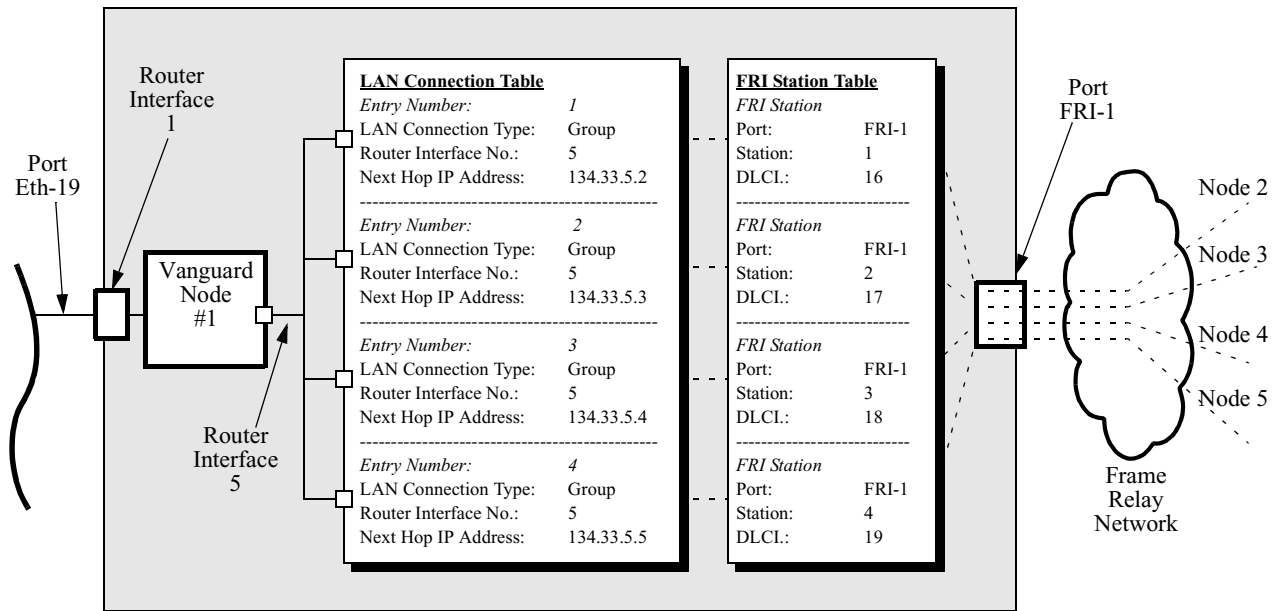 Router
Interface
1
Port
Eth-19
Vanguard
Node
#1
Router
Interface
5
LAN Connection Table
Entry Number: 1
LAN Connection Type: Group
Router Interface No.: 5
Next Hop IP Address: 134.33.5.2
Entry Number: 2
LAN Connection Type: Group
Router Interface No.: 5
Next Hop IP Address: 134.33.5.3
Entry Number: 3
LAN Connection Type: Group
Router Interface No.: 5
Next Hop IP Address: 134.33.5.4
Entry Number: 4
LAN Connection Type: Group
Router Interface No.: 5
Next Hop IP Address: 134.33.5.5
FRI Station Table
FRI Station
Port: FRI-1
Station: 1
DLCI.: 16
FRI Station
Port: FRI-1
Station: 2
DLCI.: 17
FRI Station
Port: FRI-1
Station: 3
DLCI.: 18
FRI Station
Port: FRI-1
Station: 4
DLCI.: 19
Port
FRI-1
Node 2
Node 3
Node 4
Node 5
Frame
Relay
Network